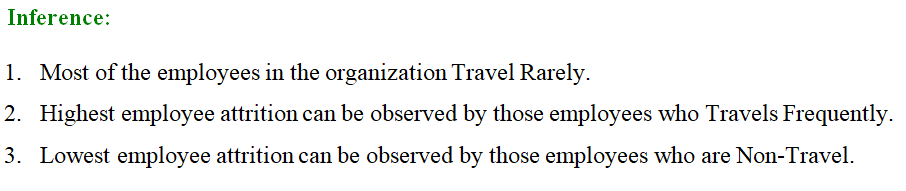 Inference:
1. Most of the employees in the organization Travel Rarely.
2. Highest employee attrition can be observed by those employees who Travels Frequently.
3. Lowest employee attrition can be observed by those employees who are Non-Travel.